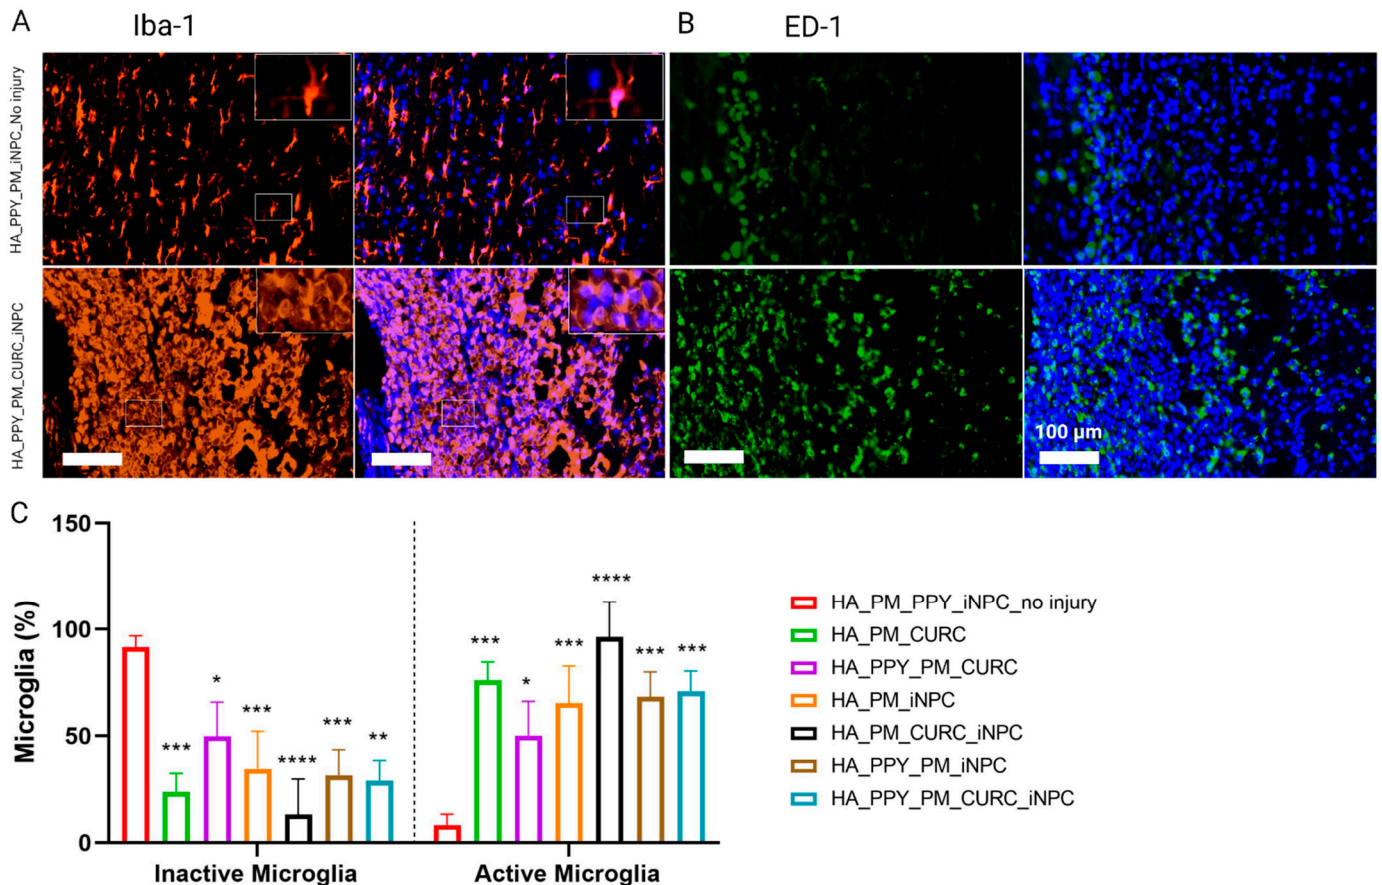 A
Iba-1
B
ED-1
HA_PPY_PM_iNPC_No injury
HA_PPY_PM_CURC_iNPC
100 µm
C
Microglia (%)
150
100
50
0
***
*
***
****
***
**
***
*
***
****
***
***
Inactive Microglia
Active Microglia
HA_PM_PPY_iNPC_no injury
HA_PM_CURC
HA_PPY_PM_CURC
HA_PM_iNPC
HA_PM_CURC_iNPC
HA_PPY_PM_iNPC
HA_PPY_PM_CURC_iNPC